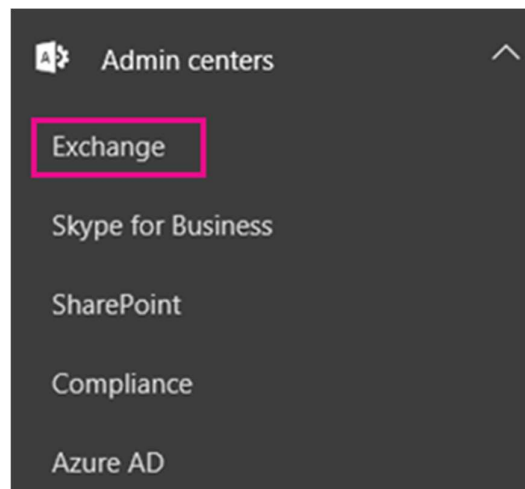 Admin centers
Exchange
Skype for Business
SharePoint
Compliance
Azure AD